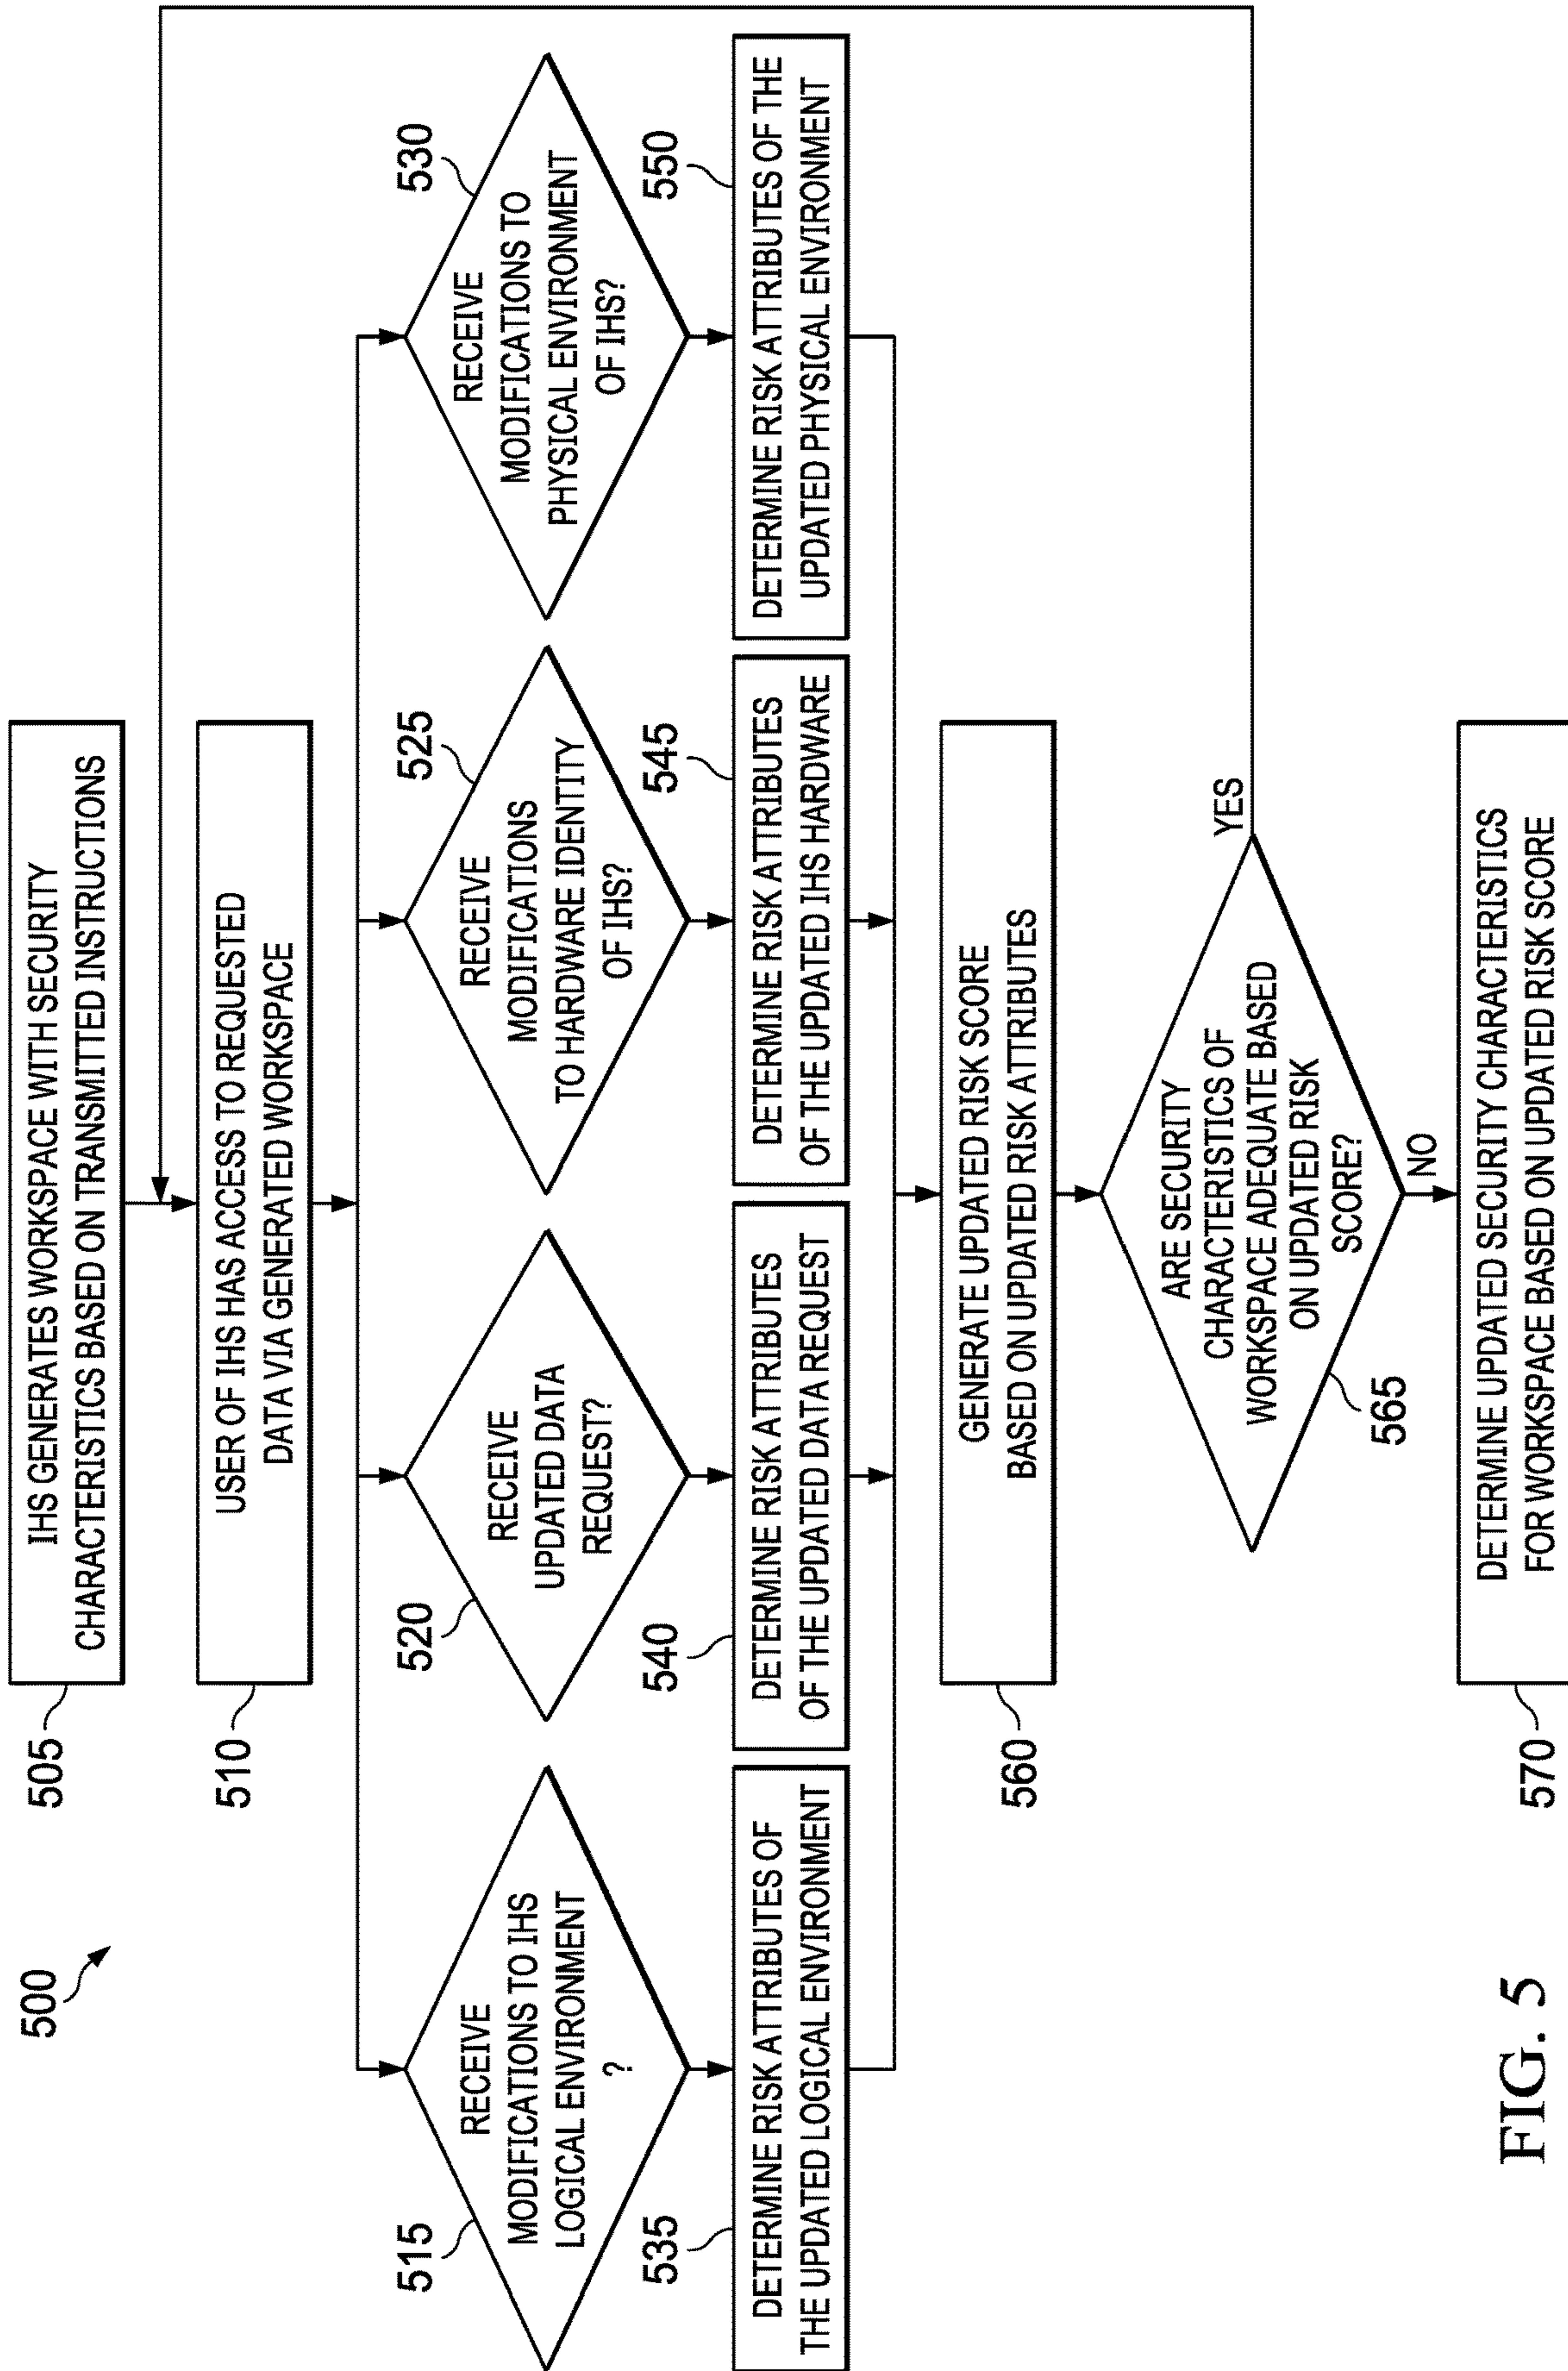 500
505
IHS GENERATES WORKSPACE WITH SECURITY
CHARACTERISTICS BASED ON TRANSMITTED INSTRUCTIONS
510
USER OF IHS HAS ACCESS TO REQUESTED
DATA VIA GENERATED WORKSPACE
515
RECEIVE
MODIFICATIONS TO IHS
LOGICAL ENVIRONMENT
?
520
RECEIVE
UPDATED DATA
REQUEST?
525
RECEIVE
MODIFICATIONS
TO HARDWARE IDENTITY
OF IHS?
530
RECEIVE
MODIFICATIONS TO
PHYSICAL ENVIRONMENT
OF IHS?
535
DETERMINE RISK ATTRIBUTES OF
THE UPDATED LOGICAL ENVIRONMENT
540
DETERMINE RISK ATTRIBUTES
OF THE UPDATED DATA REQUEST
545
DETERMINE RISK ATTRIBUTES
OF THE UPDATED IHS HARDWARE
550
DETERMINE RISK ATTRIBUTES OF THE
UPDATED PHYSICAL ENVIRONMENT
560
GENERATE UPDATED RISK SCORE
BASED ON UPDATED RISK ATTRIBUTES
565
ARE SECURITY
CHARACTERISTICS OF
WORKSPACE ADEQUATE BASED
ON UPDATED RISK
SCORE?
YES
NO
570
DETERMINE UPDATED SECURITY CHARACTERISTICS
FOR WORKSPACE BASED ON UPDATED RISK SCORE
FIG. 5